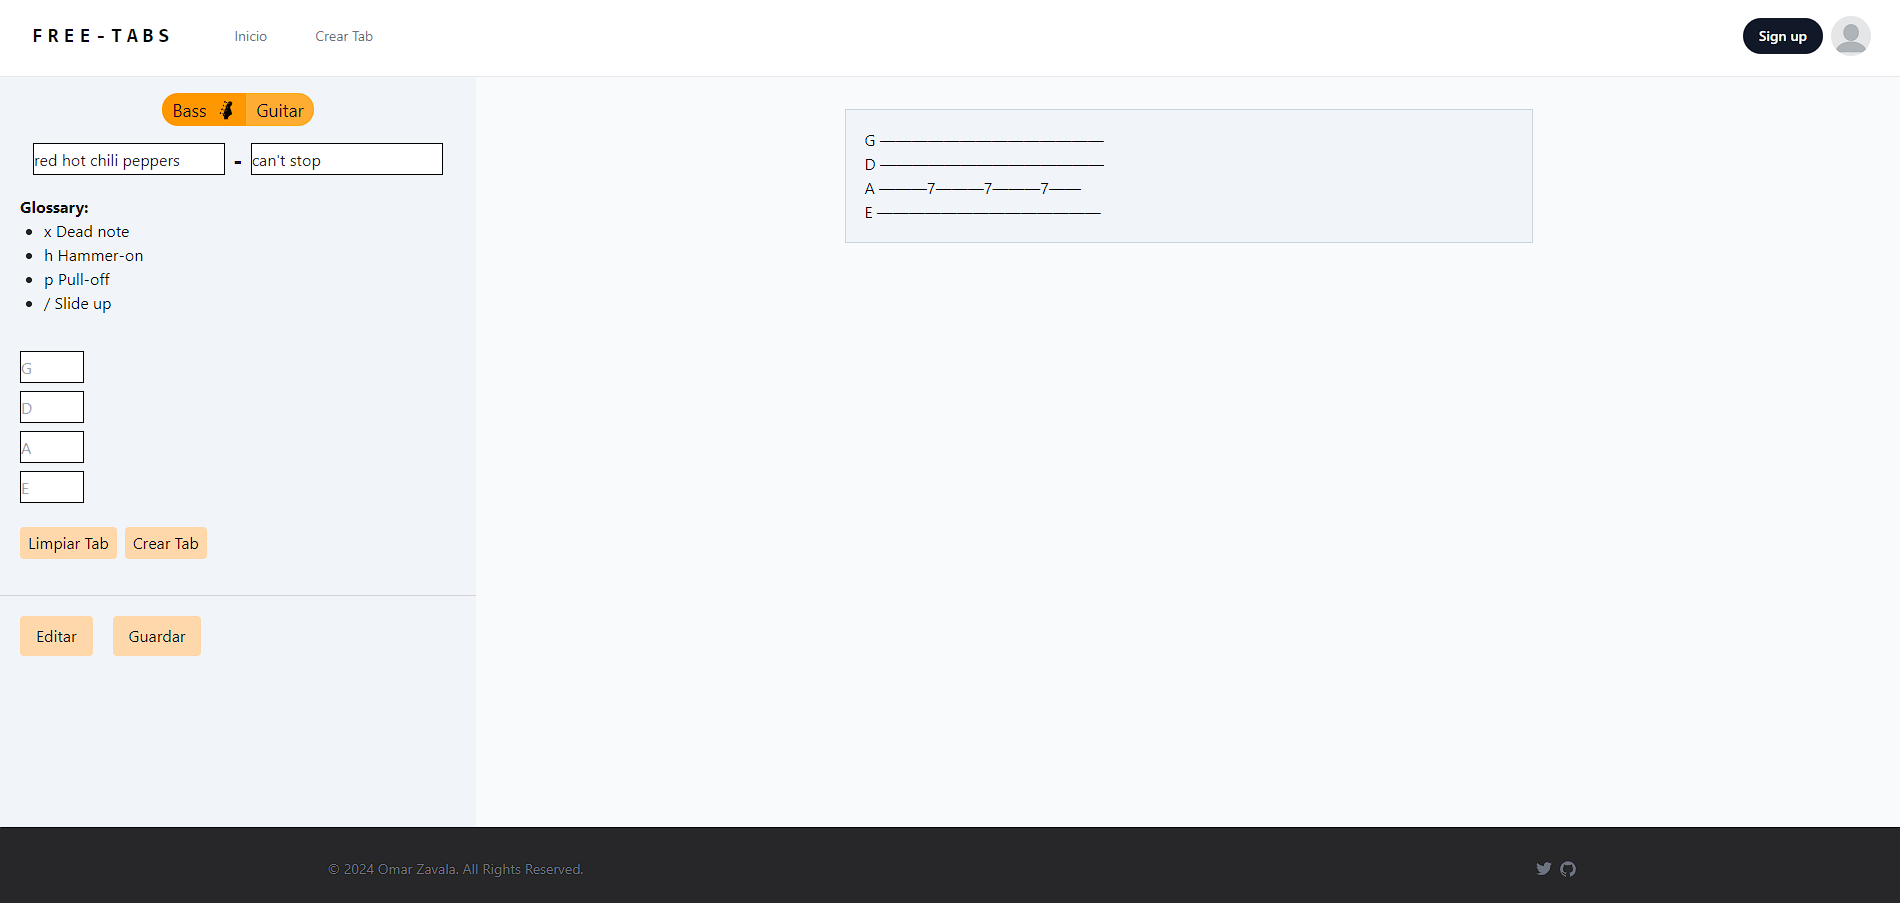 FREE-TABS Inicio Crear Tab Sign up
Bass Guitar
red hot chili peppers - can't stop
Glossary:
x Dead note
h Hammer-on
p Pull-off
/ Slide up
G
D
A
E
Limpiar Tab Crear Tab
Editar Guardar
G ——————————————
D ——————————————
A ———7———7———7——
E ——————————————
© 2024 Omar Zavala. All Rights Reserved.